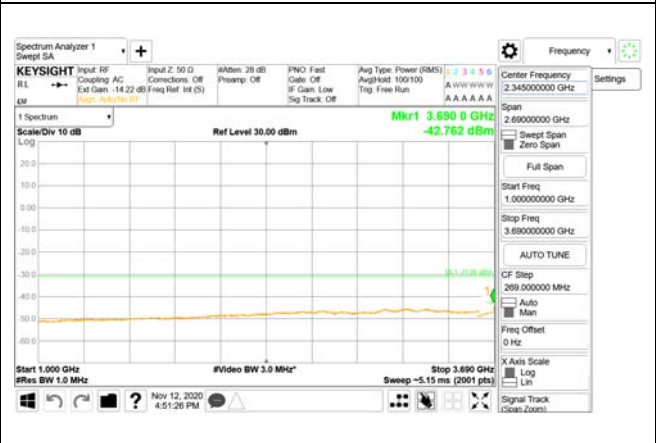 Spectrum Analyzer 1
Swept SA
Frequency
KEYSIGHT
Input: RF
Input Z: 50 Ω
#Atten: 28 dB
PNO: Fast
Avg Type: Power (RMS)
1 2 3 4 5 6
RL
Coupling: AC
Corrections: Off
Preamp: Off
Gate: Off
Avg|Hold: 100/100
A W W W W W
Ext Gain: -14.22 dB
Freq Ref: Int (S)
IF Gain: Low
Trig: Free Run
Align: Auto/No RF
Sig Track: Off
A A A A A A
LXI
1 Spectrum
Mkr1 3.690 0 GHz
Scale/Div 10 dB
Ref Level 30.00 dBm
-42.762 dBm
Log
20.0
10.0
0.00
-10.0
-20.0
-30.0
-40.0
-50.0
-60.0
1
Start 1.000 GHz
#Video BW 3.0 MHz*
Stop 3.690 GHz
#Res BW 1.0 MHz
Sweep ~5.15 ms (2001 pts)
Nov 12, 2020
4:51:26 PM
?
Center Frequency
2.345000000 GHz
Settings
Span
2.69000000 GHz
Swept Span
Zero Span
Full Span
Start Freq
1.000000000 GHz
Stop Freq
3.690000000 GHz
AUTO TUNE
CF Step
269.000000 MHz
Auto
Man
Freq Offset
0 Hz
X Axis Scale
Log
Lin
Signal Track
(Span Zoom)